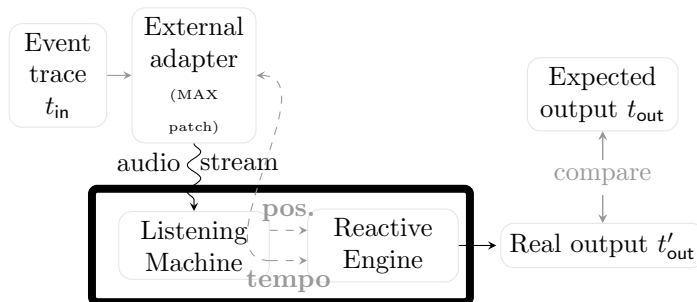 Event
trace
t_in
External
adapter
(MAX
patch)
Expected
output t_out
audio stream
compare
pos.
Listening
Machine
Reactive
Engine
Real output t′_out
tempo